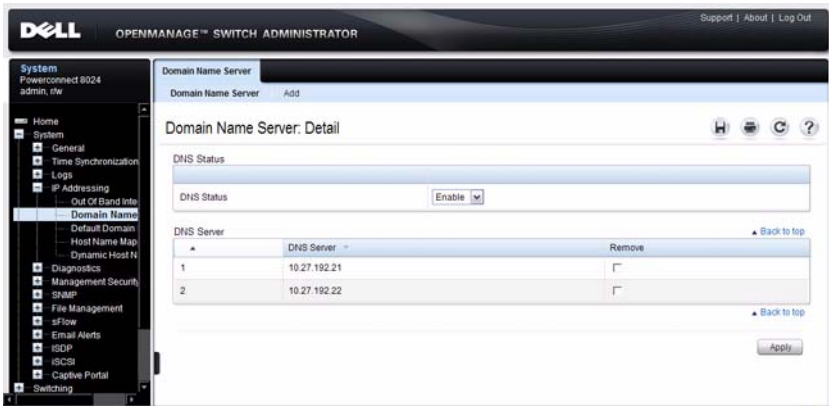 Support | About | Log Out
DELL OPENMANAGE™ SWITCH ADMINISTRATOR
System
Powerconnect 8024
admin, r/w
Home
System
General
Time Synchronization
Logs
IP Addressing
Out Of Band Inte
Domain Name
Default Domain
Host Name Map
Dynamic Host N
Diagnostics
Management Security
SNMP
File Management
sFlow
Email Alerts
ISDP
iSCSI
Captive Portal
Switching
Domain Name Server
Domain Name Server Add
Domain Name Server: Detail
DNS Status
DNS Status Enable
DNS Server Back to top
DNS Server Remove
1 10.27.192.21
2 10.27.192.22
Back to top
Apply